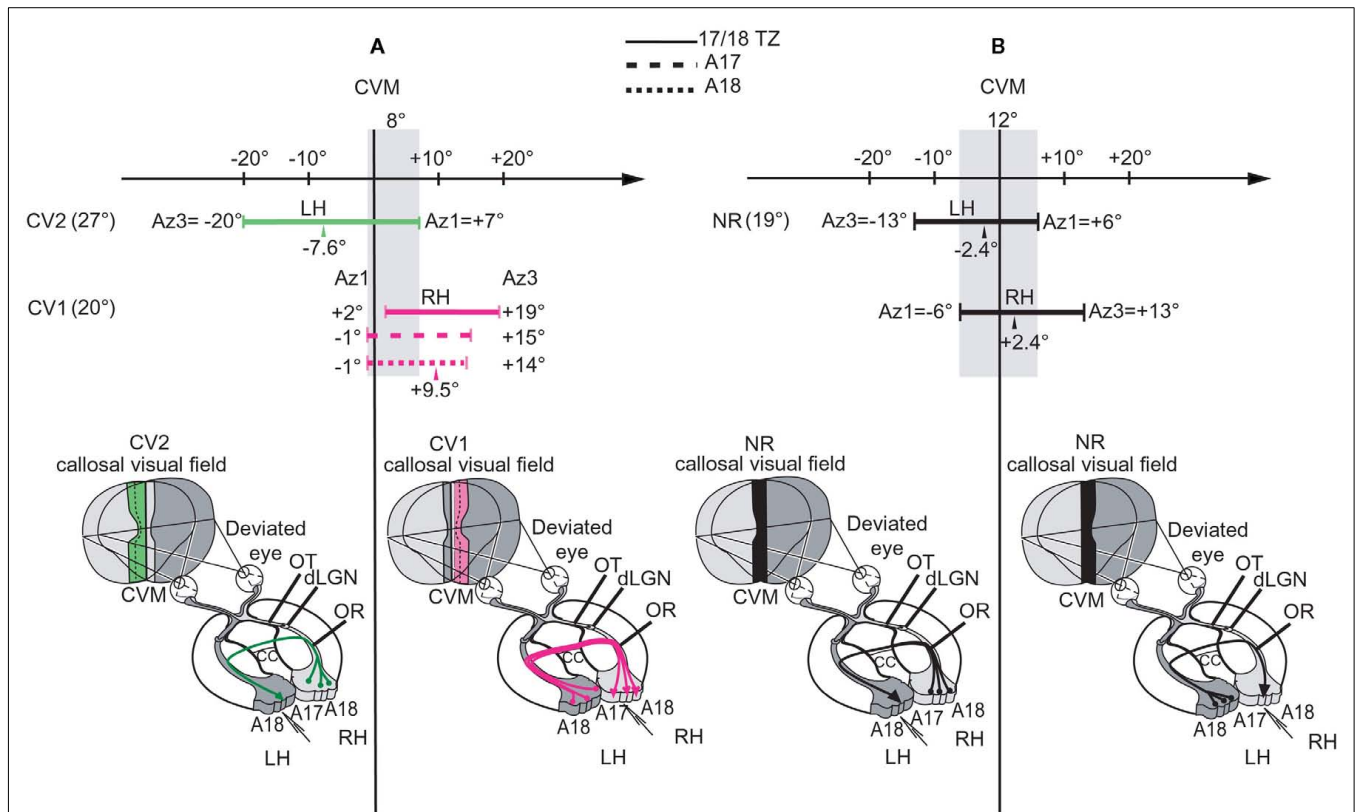 A
B
17/18 TZ
A17
A18
CVM
CVM
8°
12°
-20° -10° +10° +20°
-20° -10° +10° +20°
CV2 (27°) Az3= -20° LH Az1=+7°
-7.6°
NR (19°) Az3=-13° LH Az1=+6°
-2.4°
Az1 Az3
CV1 (20°) +2° RH +19°
-1° +15°
-1° +14°
+9.5°
Az1=-6° RH Az3=+13°
+2.4°
CV2
callosal visual field
Deviated
eye
CVM
OT
dLGN
OR
CC
A18 A17 A18
LH
RH
CV1
callosal visual field
Deviated
eye
CVM
OT
dLGN
OR
CC
A18 A17 A18
LH
RH
NR
callosal visual field
Deviated
eye
CVM
OT
dLGN
OR
CC
A18 A17 A18
LH
RH
NR
callosal visual field
Deviated
eye
CVM
OT
dLGN
OR
CC
A18 A17 A18
LH
RH